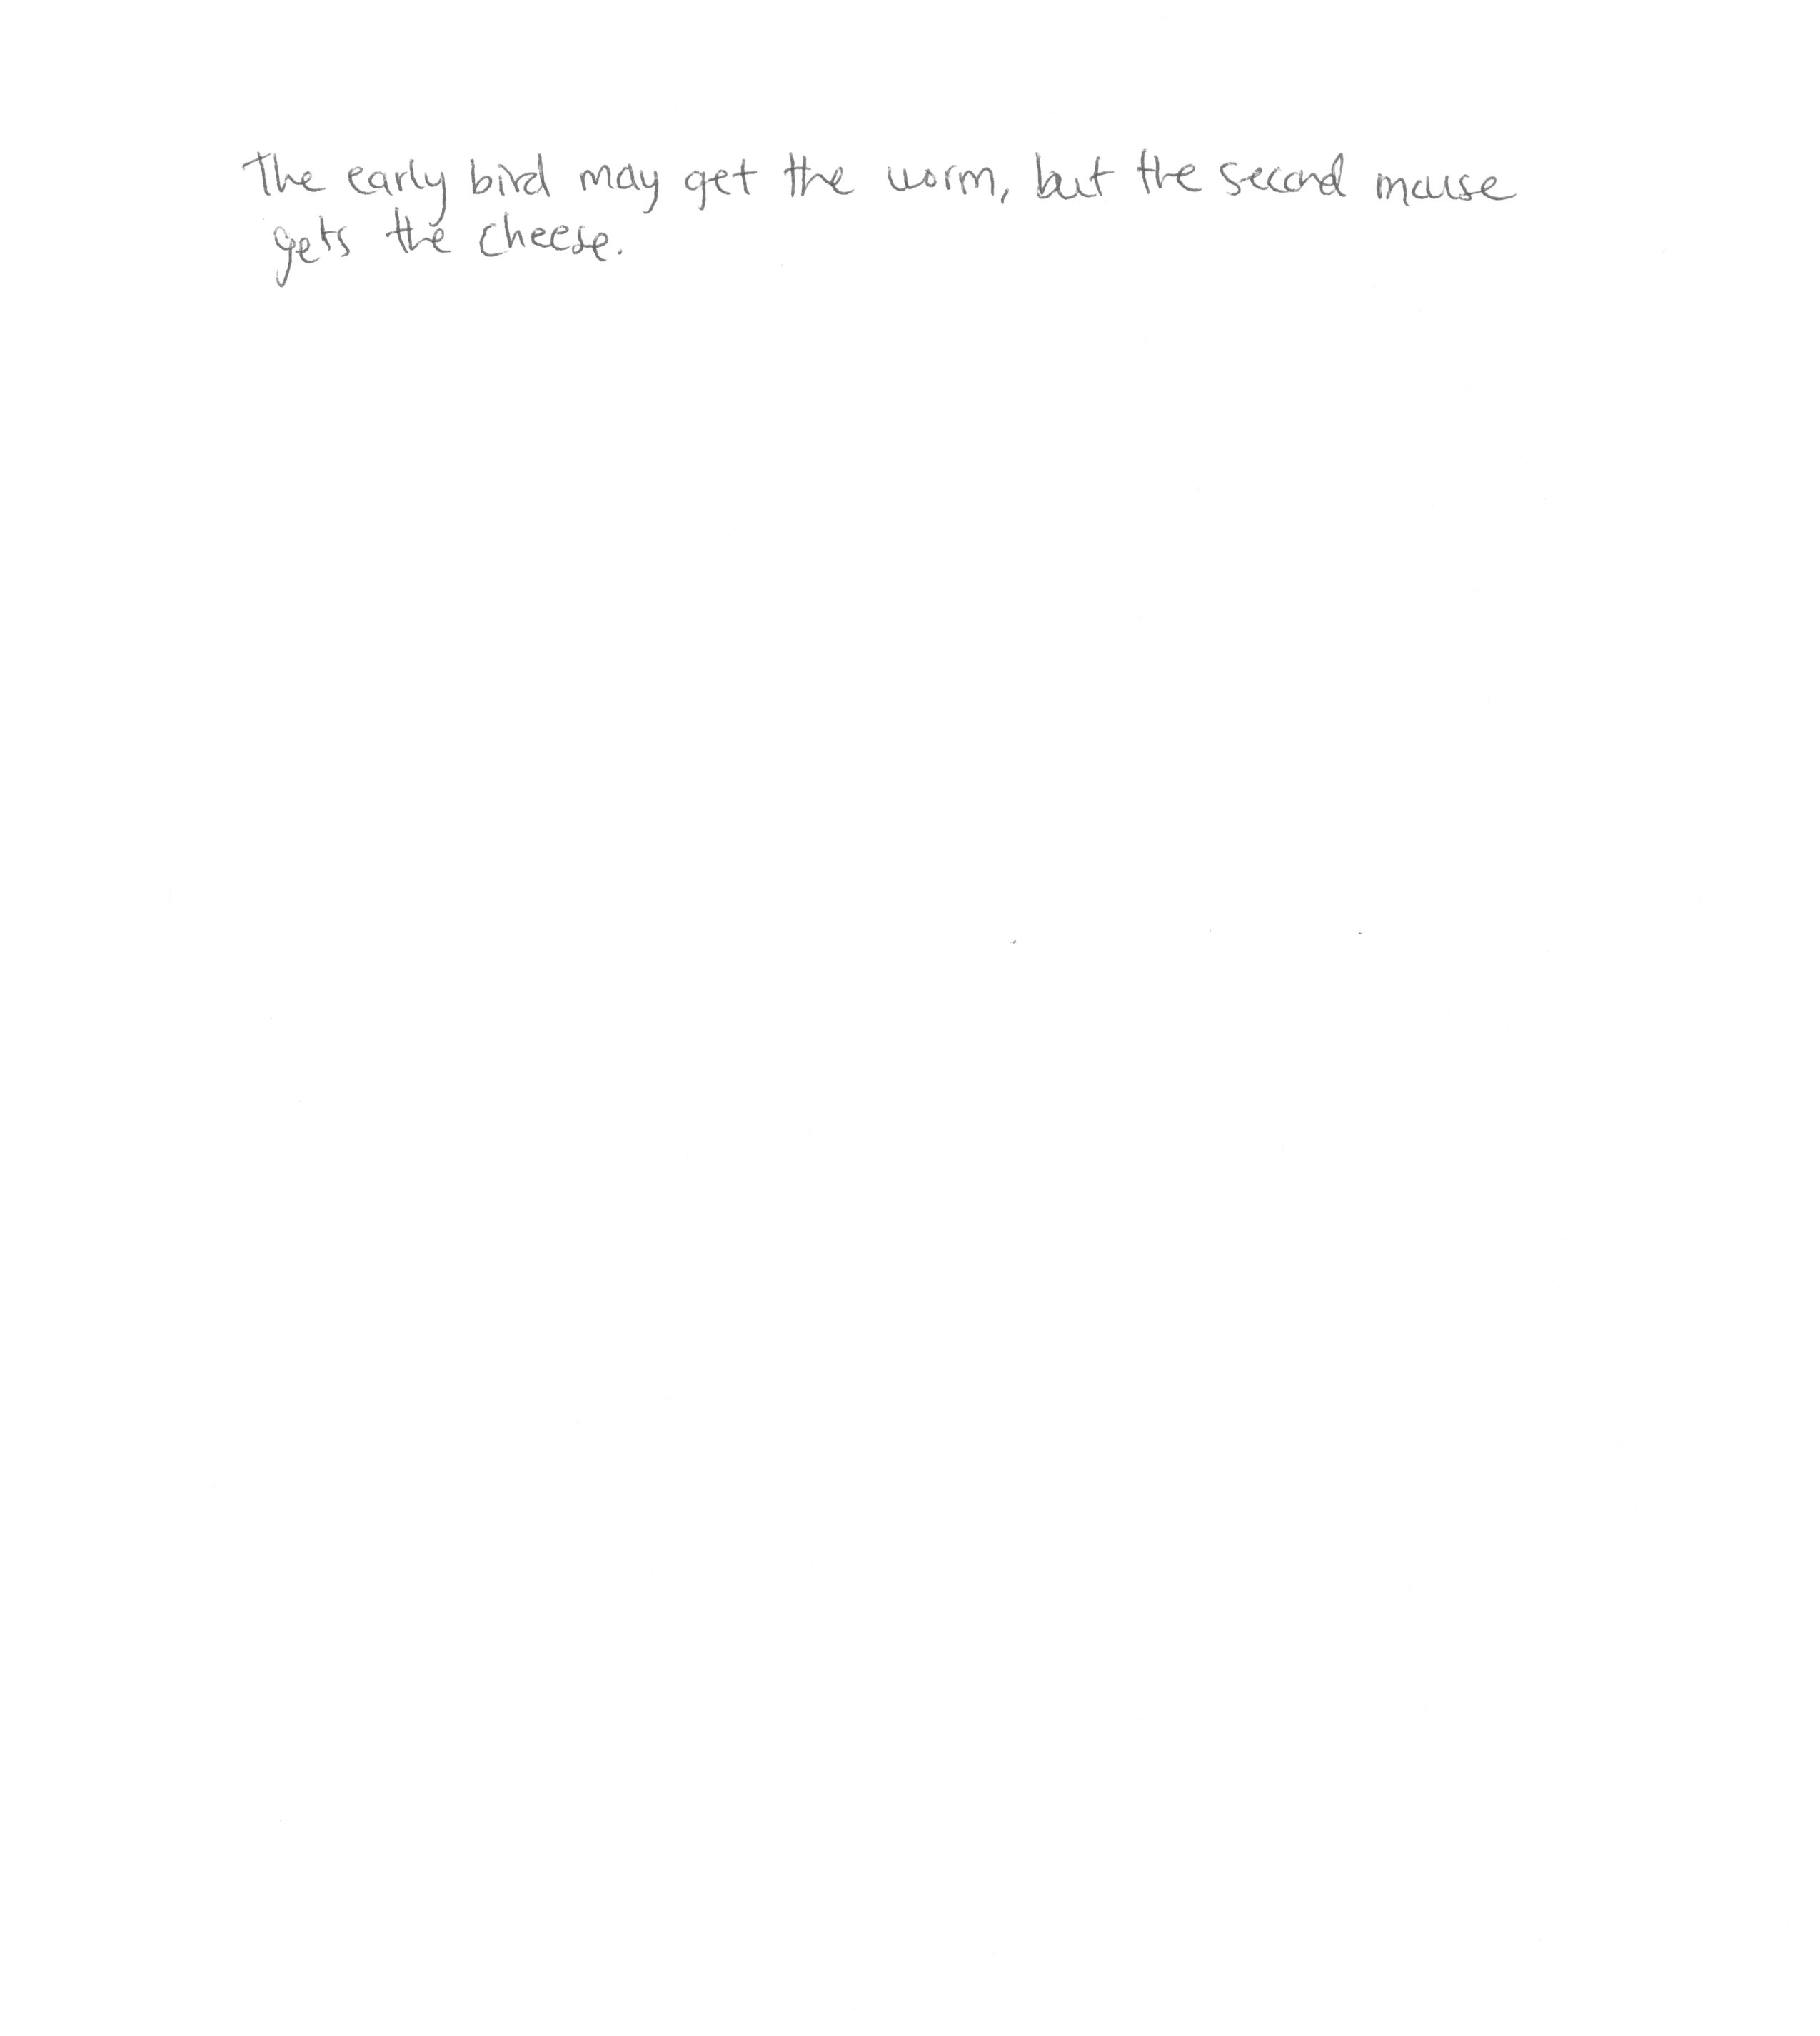 The early bird may get the worm, but the second mouse
gets the cheese.